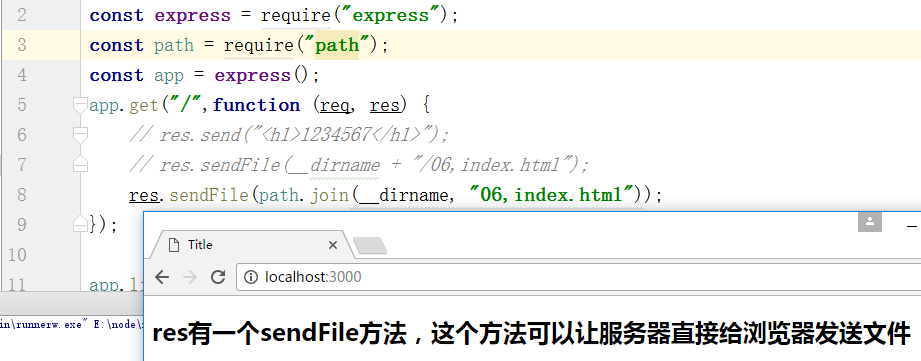 2 const express = require("express");
3 const path = require("path");
4 const app = express();
5 app.get("/",function (req, res) {
6 // res.send("<h1>1234567</h1>");
7 // res.sendFile(__dirname + "/06,index.html");
8 res.sendFile(path.join(__dirname, "06,index.html"));
9 });
10
11 app.li
Title
localhost:3000
in\runnerw.exe" E:\node\
res有一个sendFile方法，这个方法可以让服务器直接给浏览器发送文件